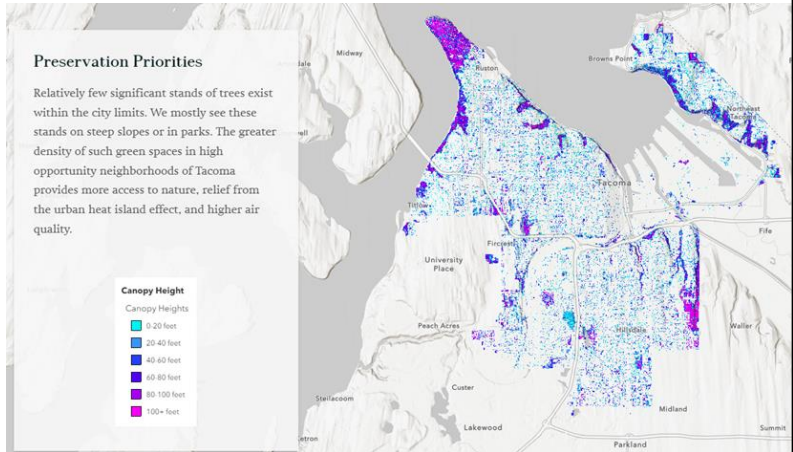 Preservation Priorities
Relatively few significant stands of trees exist
within the city limits. We mostly see these
stands on steep slopes or in parks. The greater
density of such green spaces in high
opportunity neighborhoods of Tacoma
provides more access to nature, relief from
the urban heat island effect, and higher air
quality.
Canopy Height
Canopy Heights
0-20 feet
20-40 feet
40-60 feet
60-80 feet
80-100 feet
100+ feet
Midway
Ruston
Browns Point
Northeast
Tacoma
Tacoma
Titlow
Fircrest
Fife
University
Place
Peach Acres
Hillsdale
Waller
Custer
Steilacoom
Midland
Lakewood
Summit
Parkland